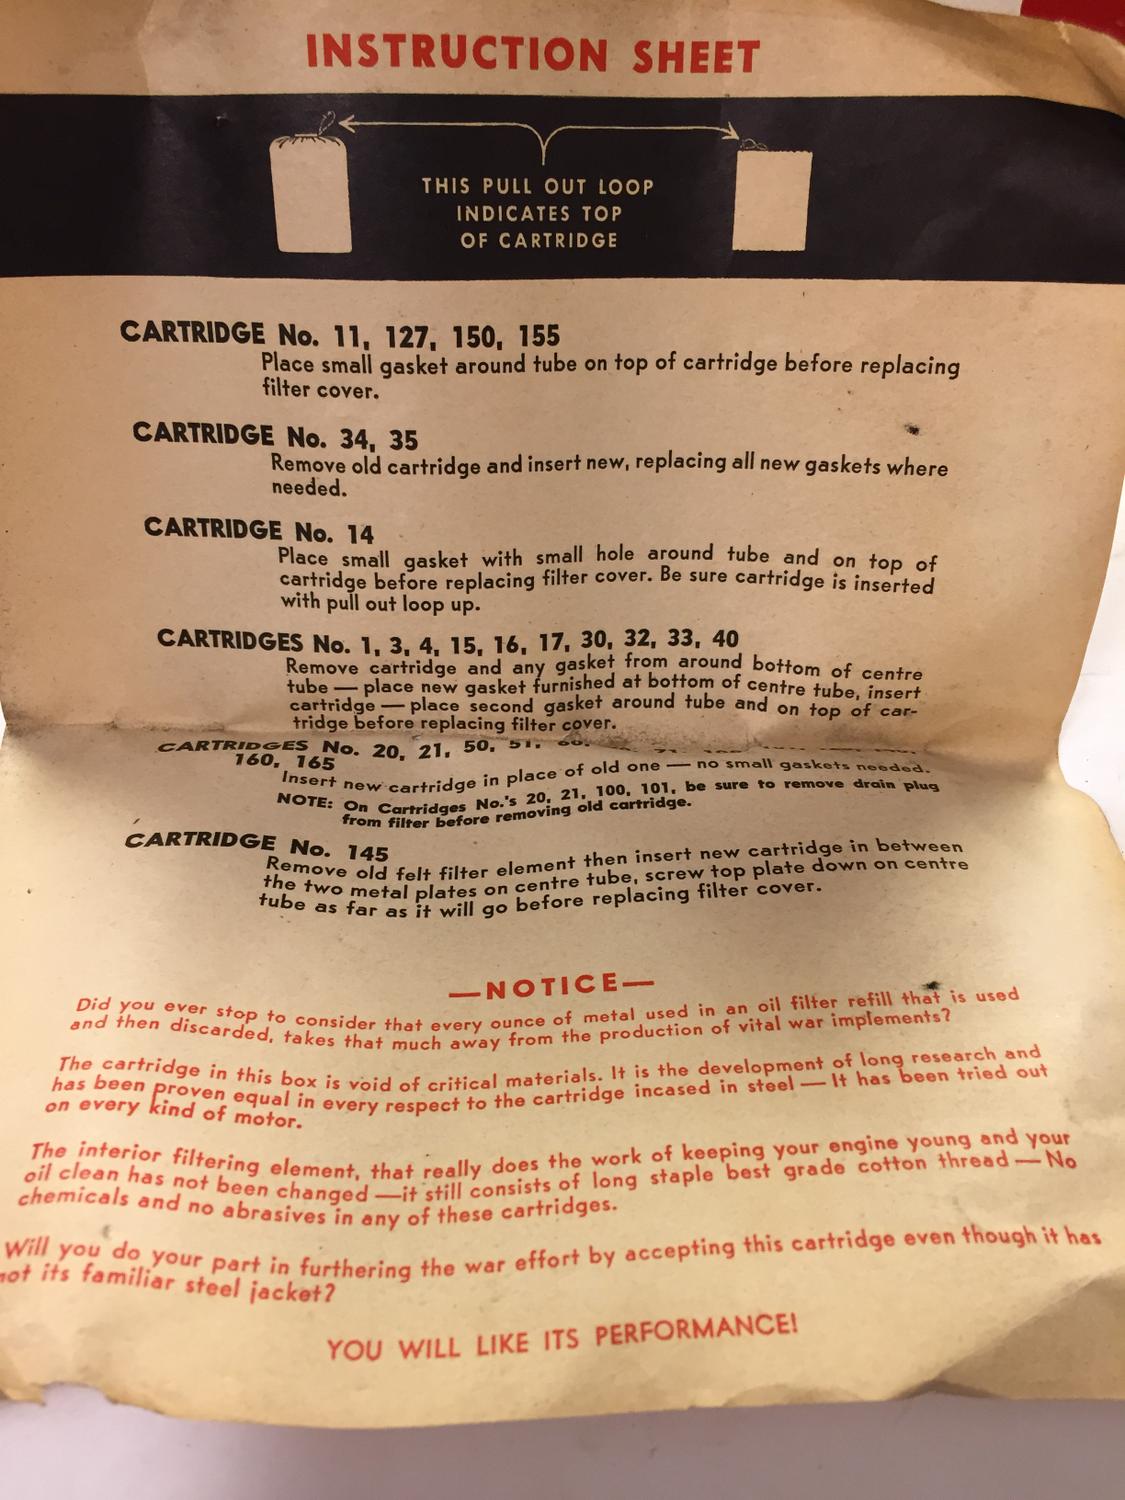 INSTRUCTION SHEET
THIS PULL OUT LOOP
INDICATES TOP
OF CARTRIDGE
CARTRIDGE No. 11, 127, 150, 155
Place small gasket around tube on top of cartridge before replacing
filter cover.
CARTRIDGE No. 34, 35
Remove old cartridge and insert new, replacing all new gaskets where
needed.
CARTRIDGE No. 14
Place small gasket with small hole around tube and on top of
cartridge before replacing filter cover. Be sure cartridge is inserted
with pull out loop up.
CARTRIDGES No. 1, 3, 4, 15, 16, 17, 30, 32, 33, 40
Remove cartridge and any gasket from around bottom of centre
tube — place new gasket furnished at bottom of centre tube, insert
cartridge — place second gasket around tube and on top of car-
tridge before replacing filter cover.
CARTRIDGES No. 20, 21, 50, 51,
160, 165
Insert new cartridge in place of old one — no small gaskets needed.
NOTE: On Cartridges No.'s 20, 21, 100, 101, be sure to remove drain plug
from filter before removing old cartridge.
CARTRIDGE No. 145
Remove old felt filter element then insert new cartridge in between
the two metal plates on centre tube, screw top plate down on centre
tube as far as it will go before replacing filter cover.
—NOTICE—
Did you ever stop to consider that every ounce of metal used in an oil filter refill that is used
and then discarded, takes that much away from the production of vital war implements?
The cartridge in this box is void of critical materials. It is the development of long research and
has been proven equal in every respect to the cartridge incased in steel — It has been tried out
on every kind of motor.
The interior filtering element, that really does the work of keeping your engine young and your
oil clean has not been changed —it still consists of long staple best grade cotton thread — No
chemicals and no abrasives in any of these cartridges.
Will you do your part in furthering the war effort by accepting this cartridge even though it has
not its familiar steel jacket?
YOU WILL LIKE ITS PERFORMANCE!